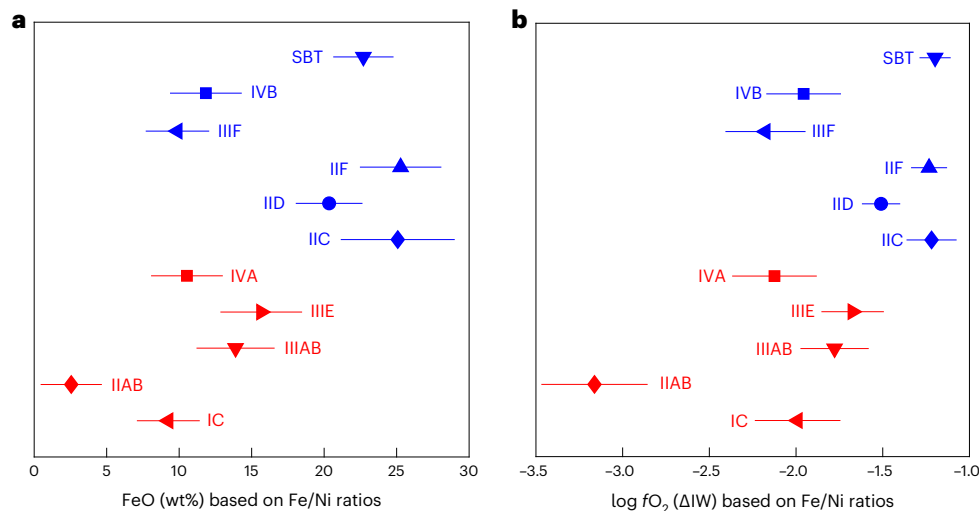 a
SBT
IVB
IIIF
IIF
IID
IIC
IVA
IIIE
IIIAB
IIAB
IC
0 5 10 15 20 25 30
FeO (wt%) based on Fe/Ni ratios
b
SBT
IVB
IIIF
IIF
IID
IIC
IVA
IIIE
IIIAB
IIAB
IC
–3.5 –3.0 –2.5 –2.0 –1.5 –1.0
log fO₂ (ΔIW) based on Fe/Ni ratios